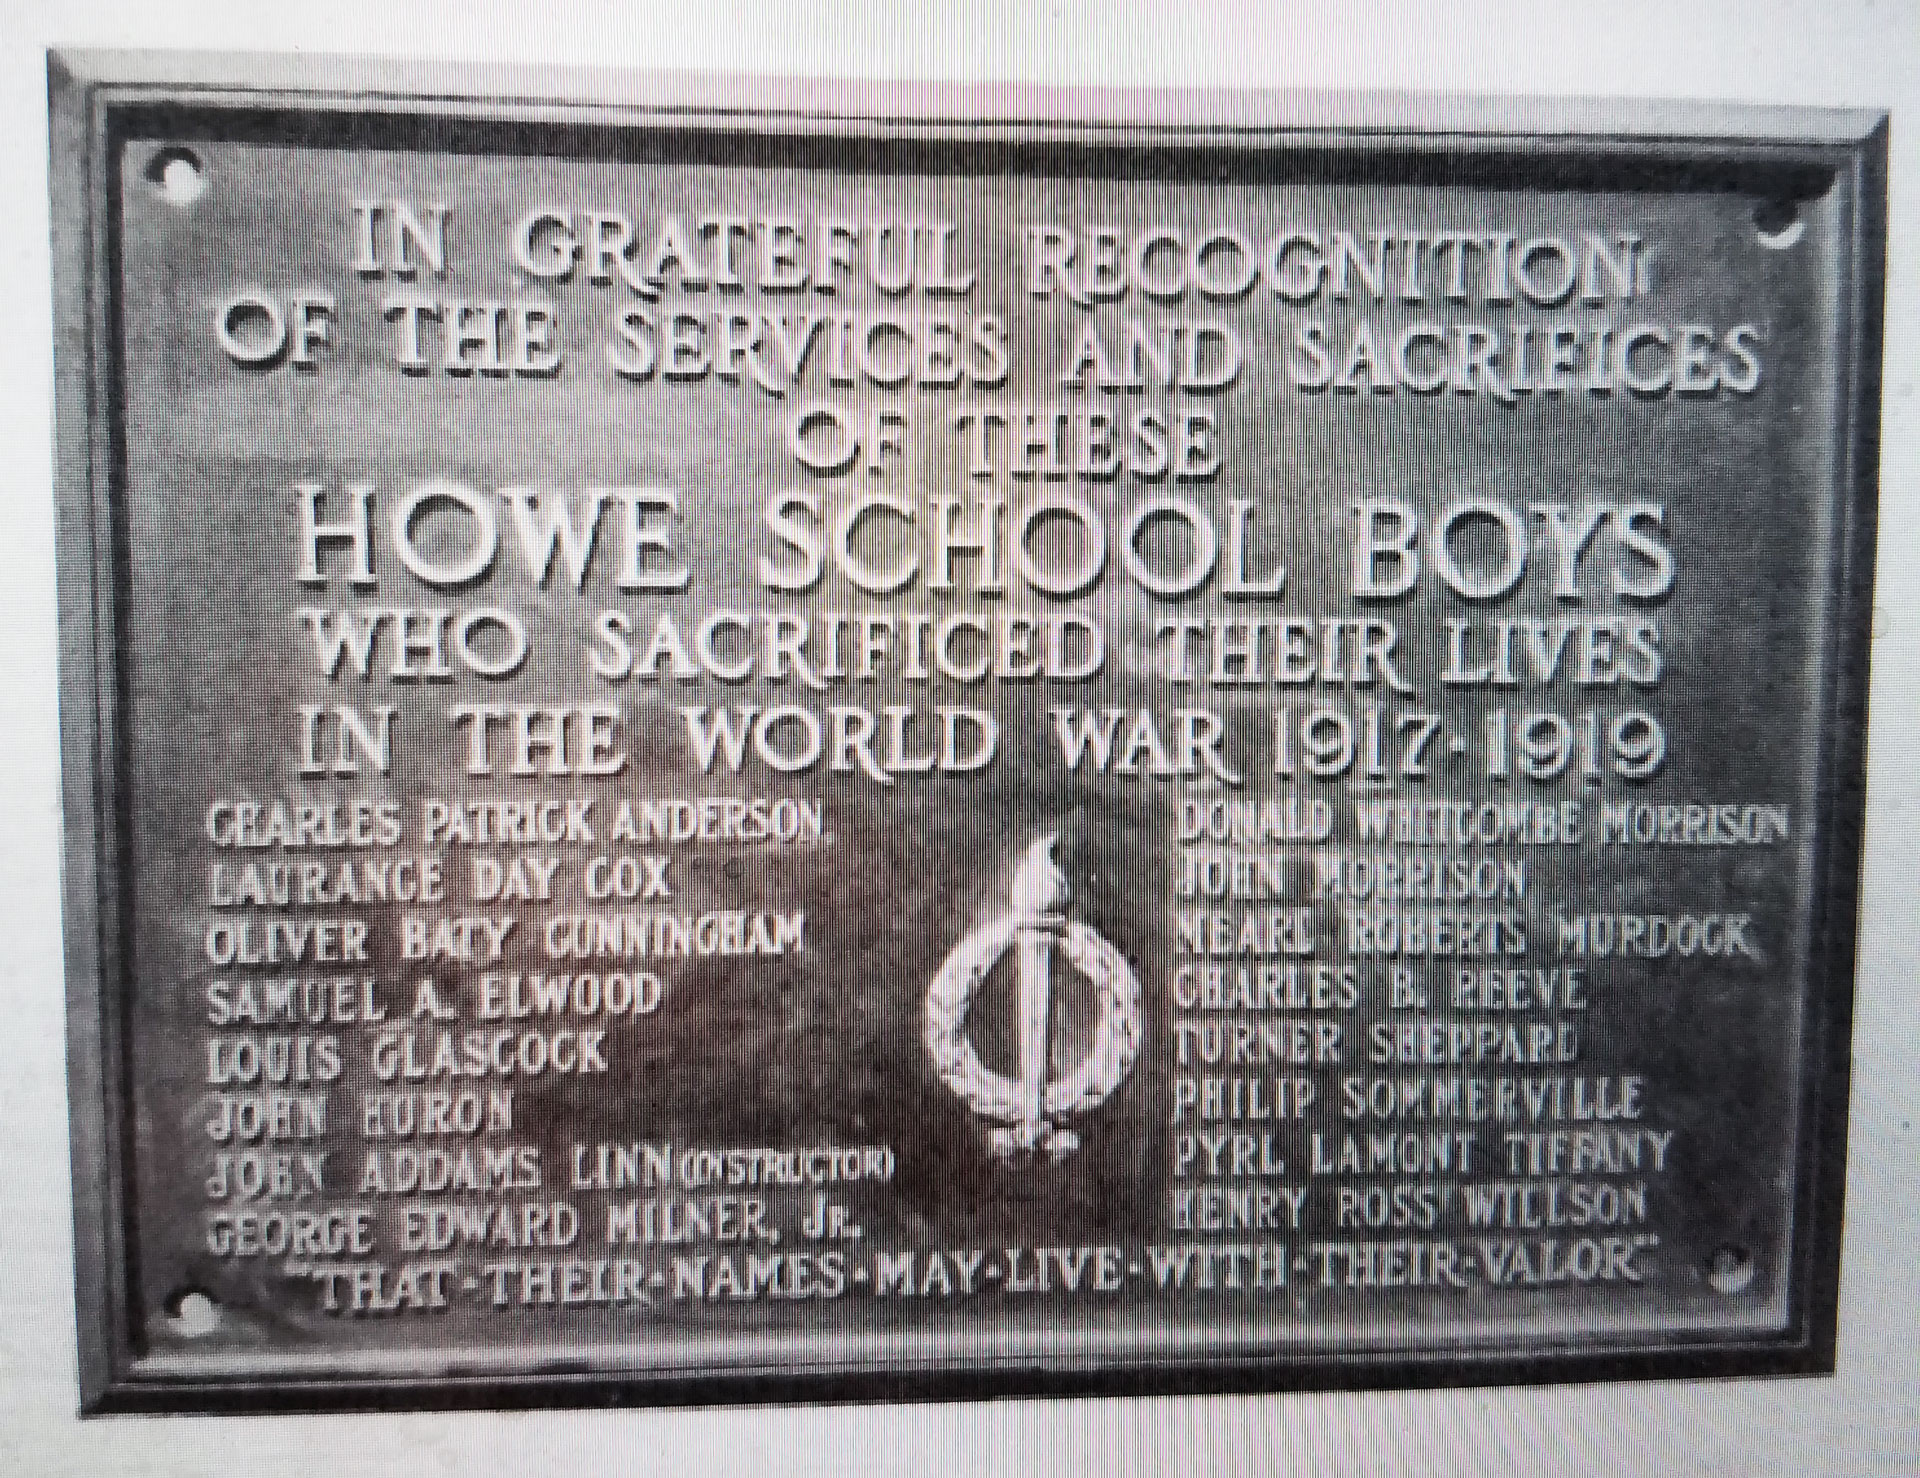 IN GRATEFUL RECOGNITION
OF THE SERVICES AND SACRIFICES
OF THESE
HOWE SCHOOL BOYS
WHO SACRIFICED THEIR LIVES
IN THE WORLD WAR 1917·1919
CHARLES PATRICK ANDERSON
LAURANCE DAY COX
OLIVER BATY CUNNINGHAM
SAMUEL A. ELWOOD
LOUIS GLASCOCK
JOHN HURON
JOHN ADDAMS LINN (INSTRUCTOR)
GEORGE EDWARD MILNER, JR.
DONALD WHITCOMBE MORRISON
JOHN MORRISON
NEARL ROBERTS MURDOCK
CHARLES B. REEVE
TURNER SHEPPARD
PHILIP SOMMERVILLE
PYRL LAMONT TIFFANY
HENRY ROSS WILLSON
"THAT·THEIR·NAMES·MAY·LIVE·WITH·THEIR·VALOR"